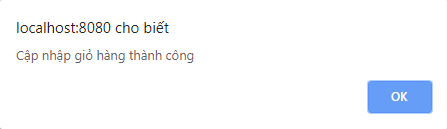 localhost:8080 cho biết
Cập nhập giỏ hàng thành công
OK